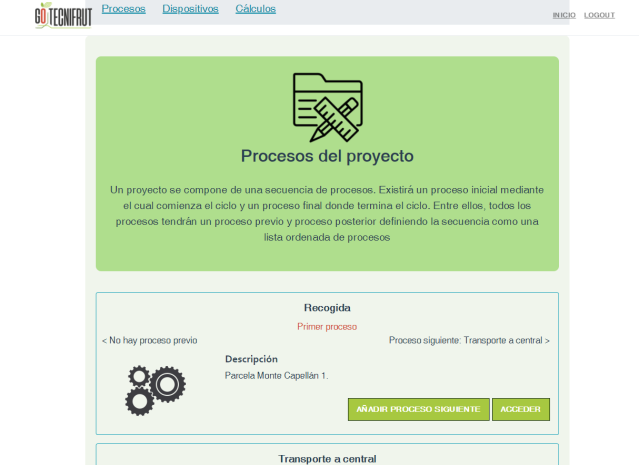 GO TECNIFRUT
Procesos Dispositivos Cálculos
INICIO LOGOUT
Procesos del proyecto
Un proyecto se compone de una secuencia de procesos. Existirá un proceso inicial mediante
el cual comienza el ciclo y un proceso final donde termina el ciclo. Entre ellos, todos los
procesos tendrán un proceso previo y proceso posterior definiendo la secuencia como una
lista ordenada de procesos
Recogida
Primer proceso
< No hay proceso previo
Proceso siguiente: Transporte a central >
Descripción
Parcela Monte Capellán 1.
AÑADIR PROCESO SIGUIENTE ACCEDER
Transporte a central